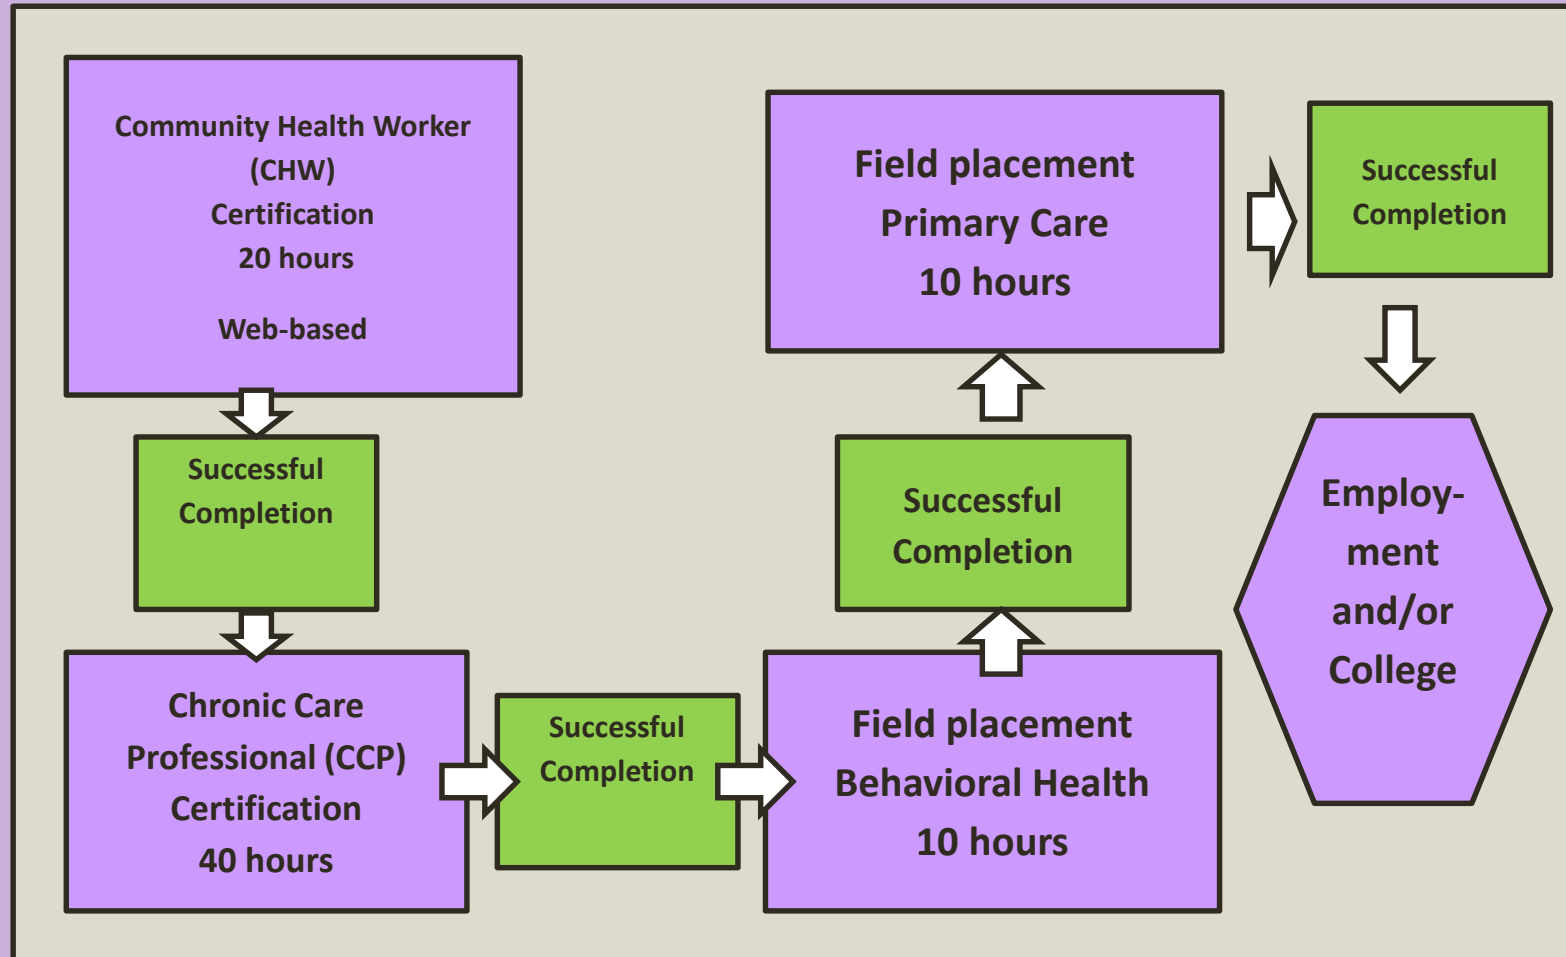 Community Health Worker
(CHW)
Certification
20 hours
Web-based
Successful
Completion
Chronic Care
Professional (CCP)
Certification
40 hours
Successful
Completion
Field placement
Behavioral Health
10 hours
Successful
Completion
Field placement
Primary Care
10 hours
Successful
Completion
Employ-
ment
and/or
College